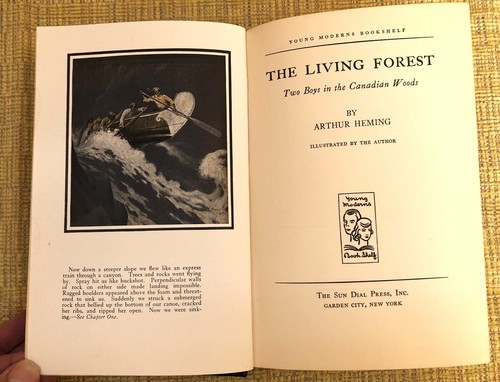 Now down a steeper slope we flew like an express
train through a canyon. Trees and rocks went flying
by. Spray hit us like buckshot. Perpendicular walls
of rock on either side made landing impossible.
Rugged boulders appeared above the foam and threat-
ened to sink us. Suddenly we struck a submerged
rock that bellied up the bottom of our canoe, cracked
her ribs, and ripped her open. Now we were sink-
ing.—See Chapter One.
YOUNG MODERNS BOOKSHELF
THE LIVING FOREST
Two Boys in the Canadian Woods
BY
ARTHUR HEMING
ILLUSTRATED BY THE AUTHOR
Young
Moderns
Book Shelf
THE SUN DIAL PRESS, INC.
GARDEN CITY, NEW YORK